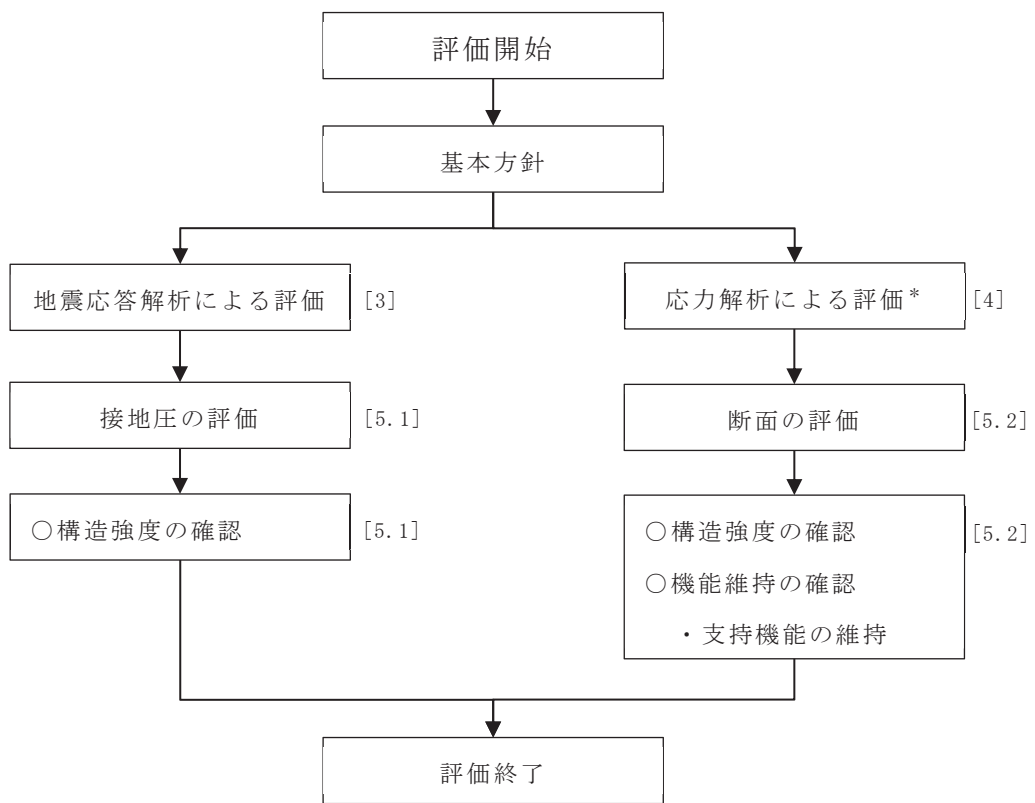 評価開始
基本方針
地震応答解析による評価 [3]
接地圧の評価 [5.1]
○構造強度の確認 [5.1]
応力解析による評価* [4]
断面の評価 [5.2]
○構造強度の確認 [5.2]
○機能維持の確認
・支持機能の維持
評価終了